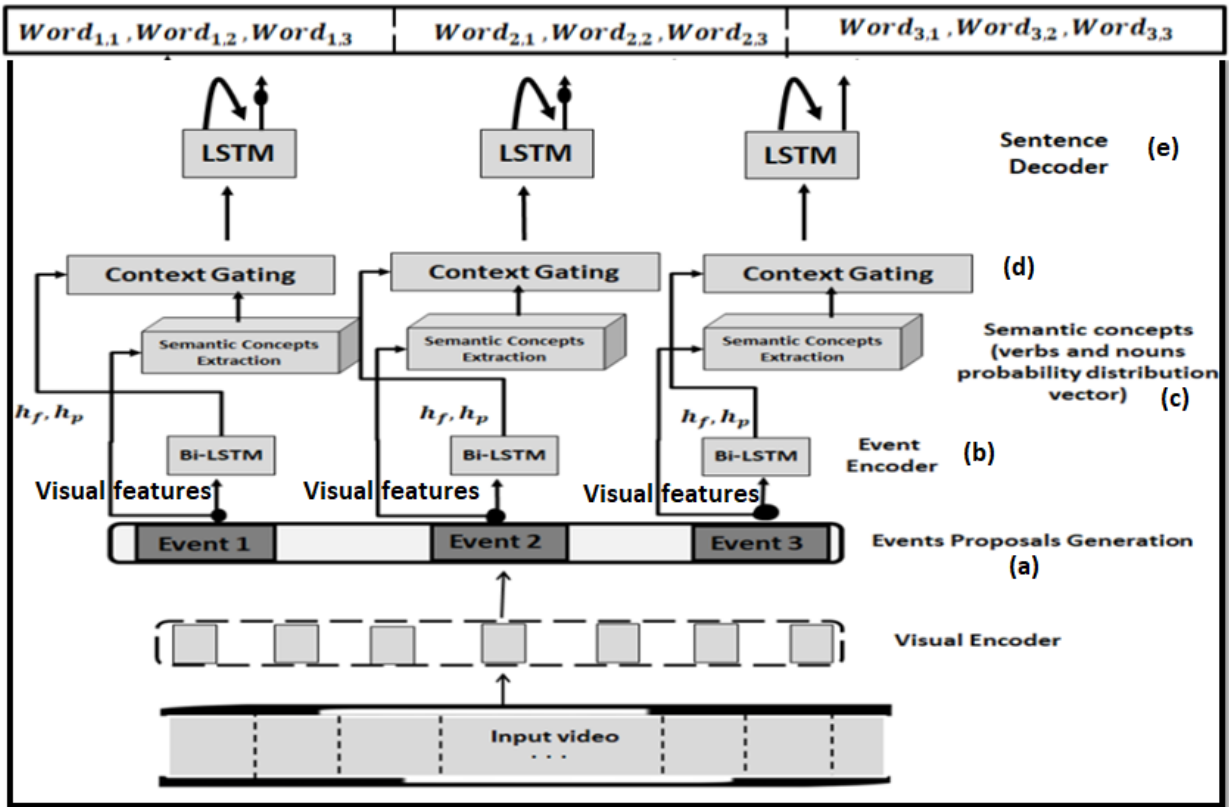 Word1,1 , Word1,2 , Word1,3 Word2,1 , Word2,2 , Word2,3 Word3,1 , Word3,2 , Word3,3
LSTM LSTM LSTM
Sentence
Decoder
(e)
Context Gating Context Gating Context Gating (d)
Semantic Concepts
Extraction
Semantic Concepts
Extraction
Semantic Concepts
Extraction
Semantic concepts
(verbs and nouns
probability distribution
vector)
(c)
hf, hp hf, hp hf, hp
Bi-LSTM Bi-LSTM Bi-LSTM
Event
Encoder
(b)
Visual features Visual features Visual features
Event 1 Event 2 Event 3 Events Proposals Generation
(a)
Visual Encoder
Input video
. . .